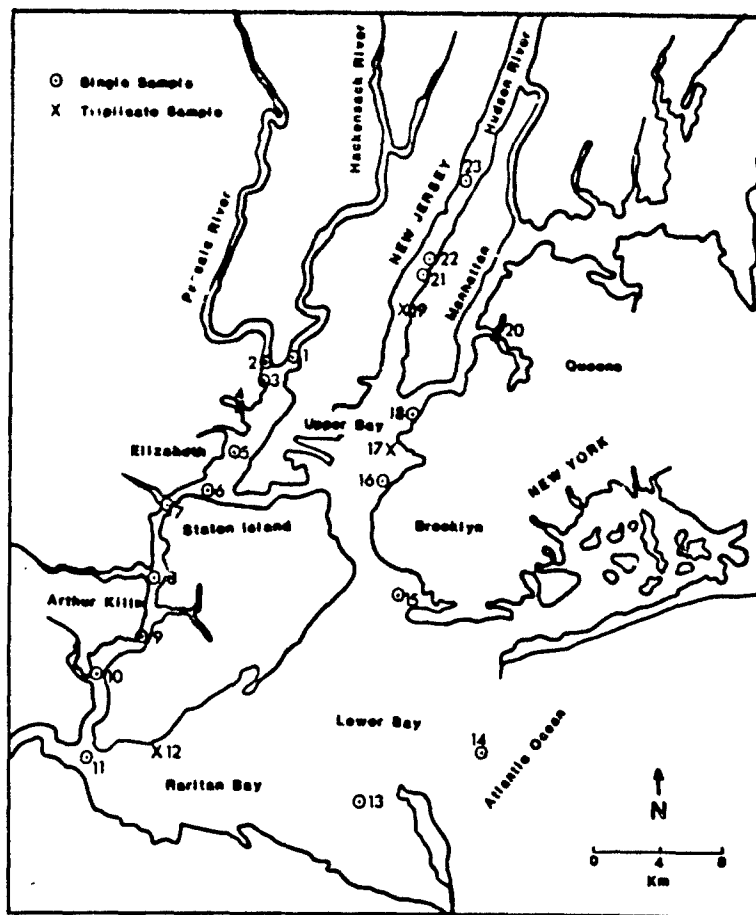 Single Sample
X Triplicate Sample
Hackensack River
Hudson River
NEW JERSEY
Manhattan
River
23
22
21
19
20
Queens
1
2
3
4
5
Elizabeth
6
7
Upper Bay
18
17
16
NEW YORK
Brooklyn
Staten Island
8
Arthur Kill
9
10
15
Lower Bay
14
Atlantic Ocean
12
11
Raritan Bay
13
N
0 4 8
Km